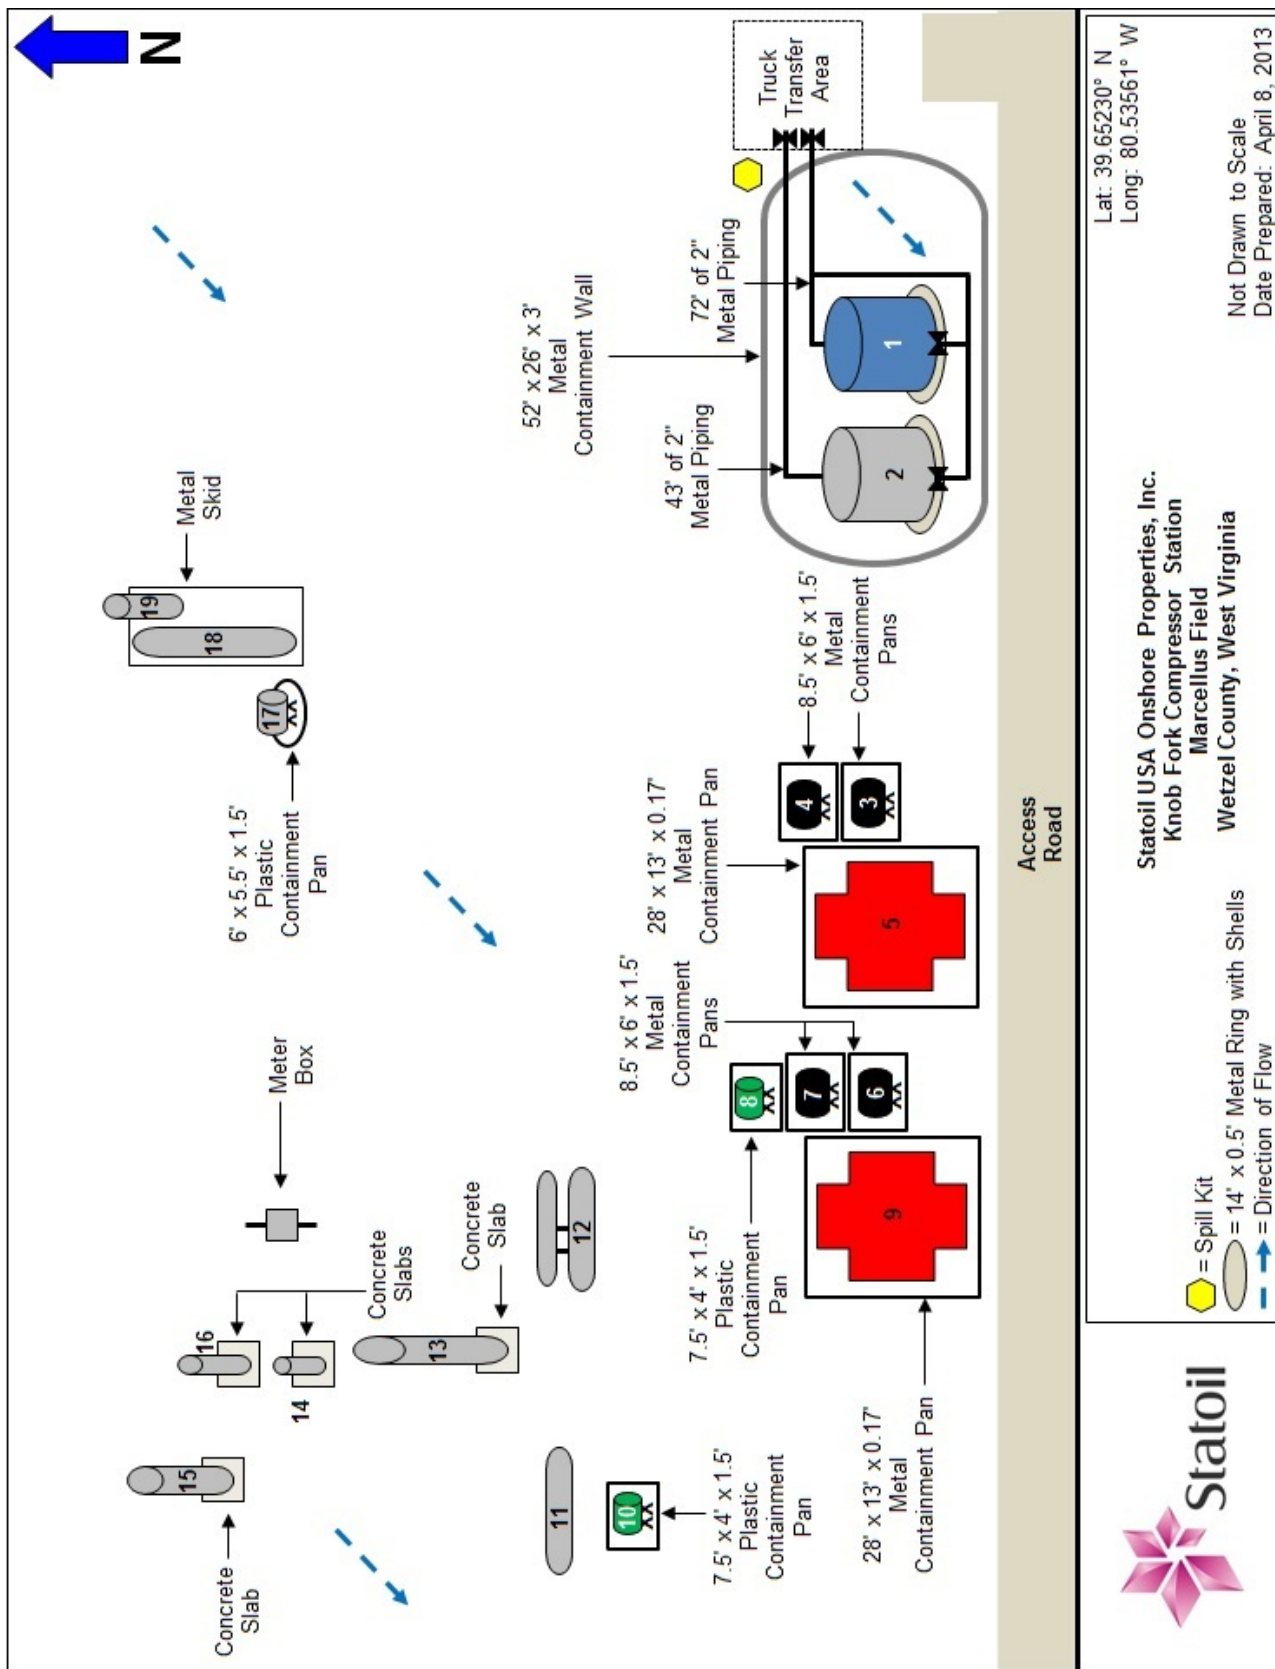 N
Concrete
Slab
15
16
14
Concrete
Slabs
13
Concrete
Slab
Meter
Box
12
11
10
7.5' x 4' x 1.5'
Plastic
Containment
Pan
6' x 5.5' x 1.5'
Plastic
Containment
Pan
17
18
19
Metal
Skid
52' x 26' x 3'
Metal
Containment Wall
43' of 2"
Metal Piping
72' of 2"
Metal Piping
Truck
Transfer
Area
1
2
8.5' x 6' x 1.5'
Metal
Containment
Pans
4
3
28' x 13' x 0.17'
Metal
Containment Pan
5
8.5' x 6' x 1.5'
Metal
Containment
Pans
8
7
6
7.5' x 4' x 1.5'
Plastic
Containment
Pan
9
28' x 13' x 0.17'
Metal
Containment Pan
Access
Road
Statoil
= Spill Kit
= 14' x 0.5' Metal Ring with Shells
= Direction of Flow
Statoil USA Onshore Properties, Inc.
Knob Fork Compressor Station
Marcellus Field
Wetzel County, West Virginia
Lat: 39.65230° N
Long: 80.53561° W
Not Drawn to Scale
Date Prepared: April 8, 2013